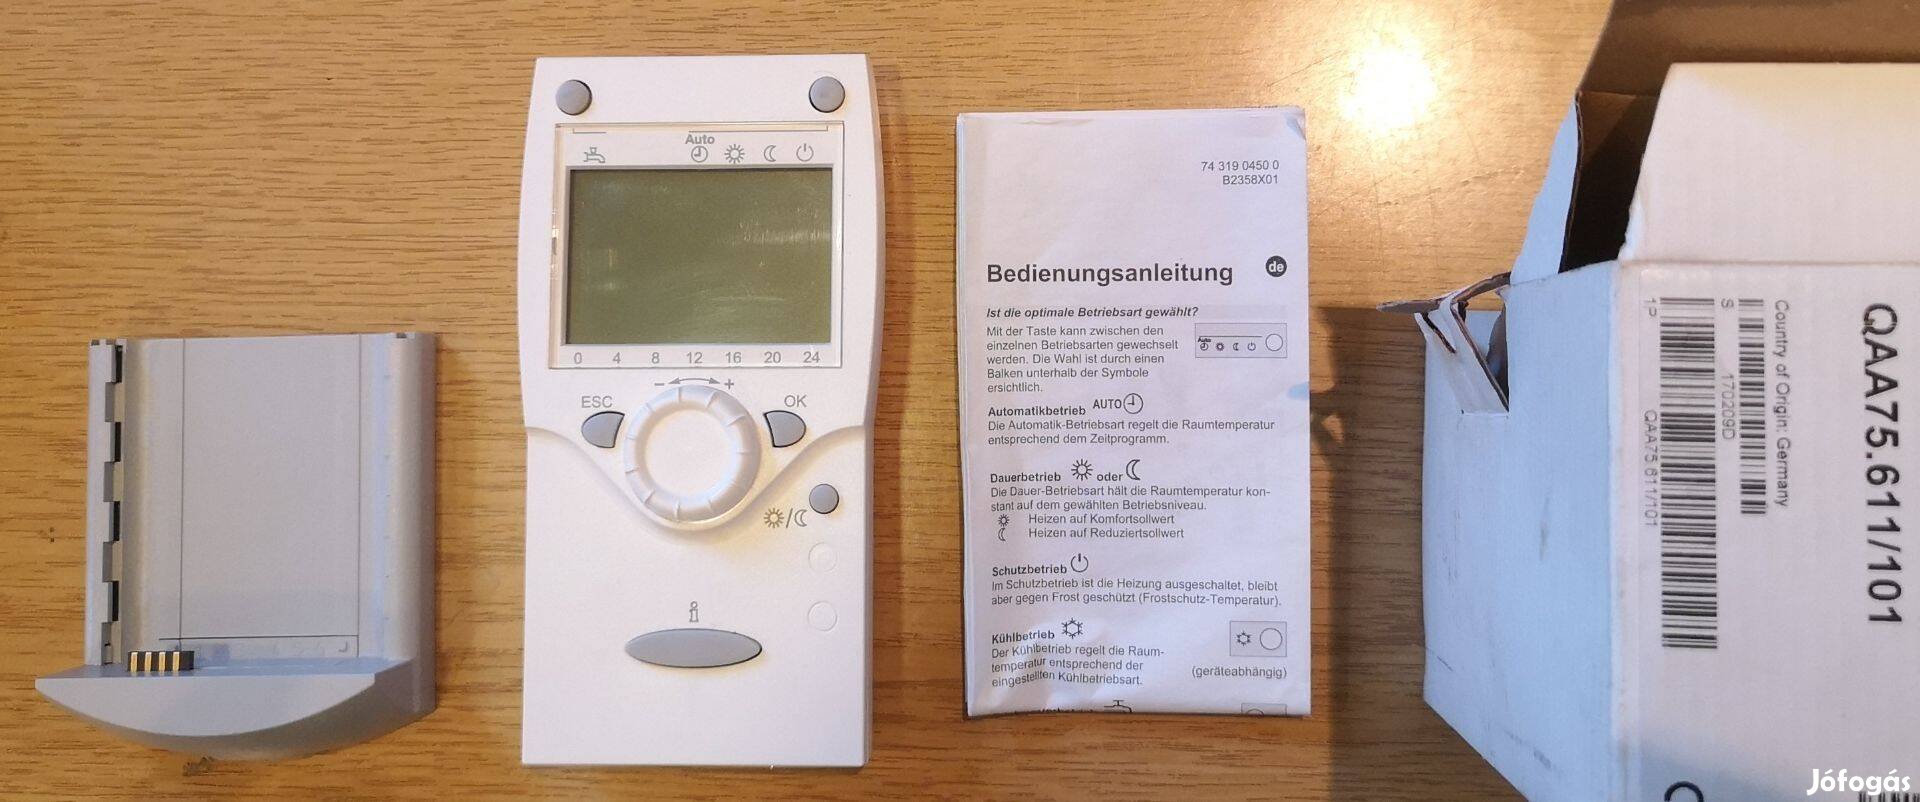 Auto
0 4 8 12 16 20 24
− +
ESC OK
i
74 319 0450 0
B2358X01
Bedienungsanleitung de
Ist die optimale Betriebsart gewählt?
Mit der Taste kann zwischen den
einzelnen Betriebsarten gewechselt
werden. Die Wahl ist durch einen
Balken unterhalb der Symbole
ersichtlich.
Auto
Automatikbetrieb AUTO
Die Automatik-Betriebsart regelt die Raumtemperatur
entsprechend dem Zeitprogramm.
Dauerbetrieb oder
Die Dauer-Betriebsart hält die Raumtemperatur kon-
stant auf dem gewählten Betriebsniveau.
Heizen auf Komfortsollwert
Heizen auf Reduziertsollwert
Schutzbetrieb
Im Schutzbetrieb ist die Heizung ausgeschaltet, bleibt
aber gegen Frost geschützt (Frostschutz-Temperatur).
Kühlbetrieb
Der Kühlbetrieb regelt die Raum-
temperatur entsprechend der
eingestellten Kühlbetriebsart.
(geräteabhängig)
QAA75.611/101
Country of Origin: Germany
S 170209D
1P QAA75.611/101
Jófogás